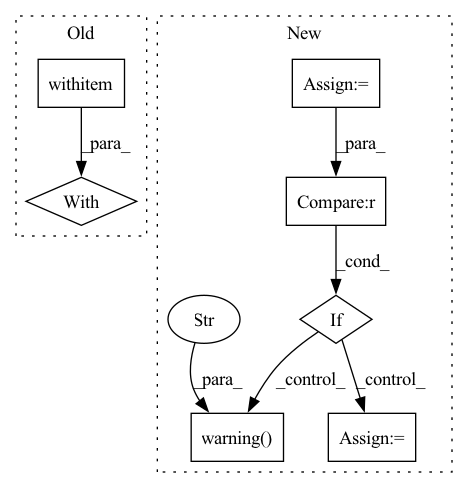 Old
withitem
_para_
With
New
Assign:=
_para_
Compare:r
_cond_
If
Str
_para_
_control_
_control_
warning()
Assign:=